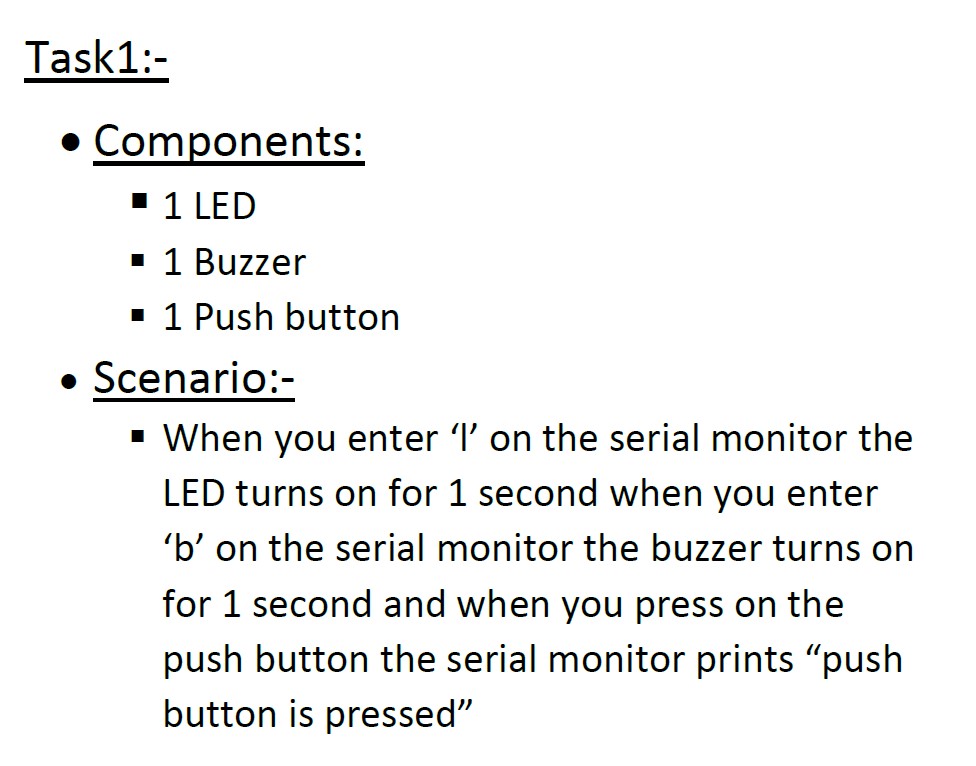 Task1:-
• Components:
▪ 1 LED
▪ 1 Buzzer
▪ 1 Push button
• Scenario:-
▪ When you enter ‘l’ on the serial monitor the
LED turns on for 1 second when you enter
‘b’ on the serial monitor the buzzer turns on
for 1 second and when you press on the
push button the serial monitor prints “push
button is pressed”